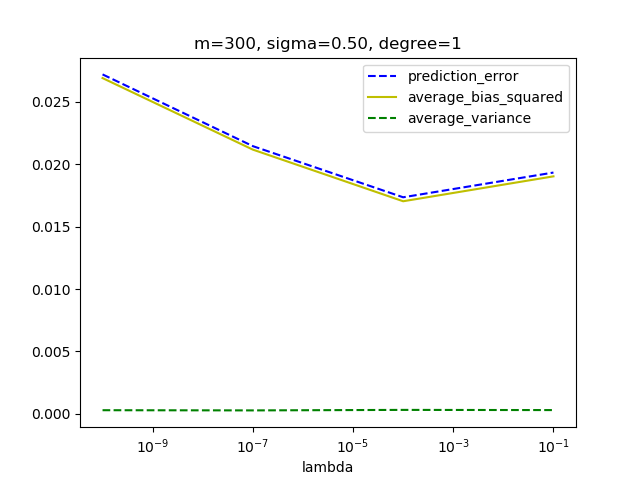 m=300, sigma=0.50, degree=1
prediction_error
average_bias_squared
average_variance
0.025
0.020
0.015
0.010
0.005
0.000
10⁻⁹ 10⁻⁷ 10⁻⁵ 10⁻³ 10⁻¹
lambda